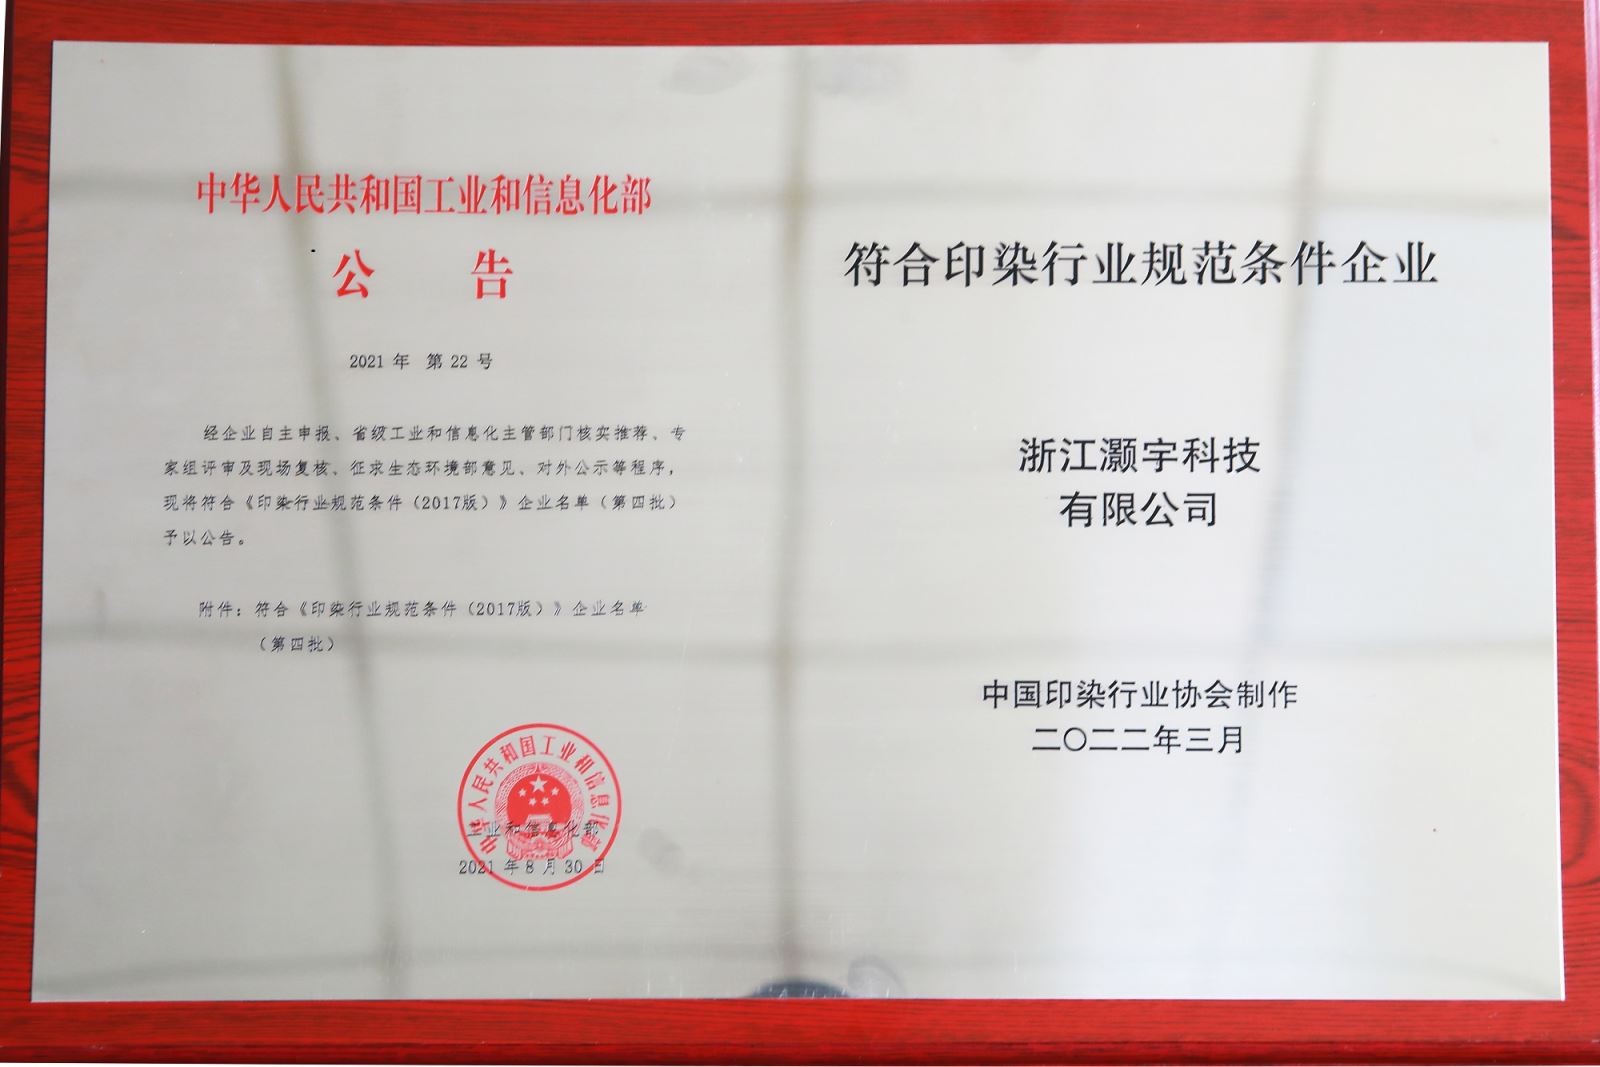 中华人民共和国工业和信息化部
公 告
2021 年 第 22 号
经企业自主申报、省级工业和信息化主管部门核实推荐、专
家组评审及现场复核、征求生态环境部意见、对外公示等程序，
现将符合《印染行业规范条件（2017版）》企业名单（第四批）
予以公告。
附件：符合《印染行业规范条件（2017版）》企业名单
（第四批）
中华人民共和国工业和信息化部
工业和信息化部
2021 年 8 月 30 日
符合印染行业规范条件企业
浙江灏宇科技
有限公司
中国印染行业协会制作
二〇二二年三月